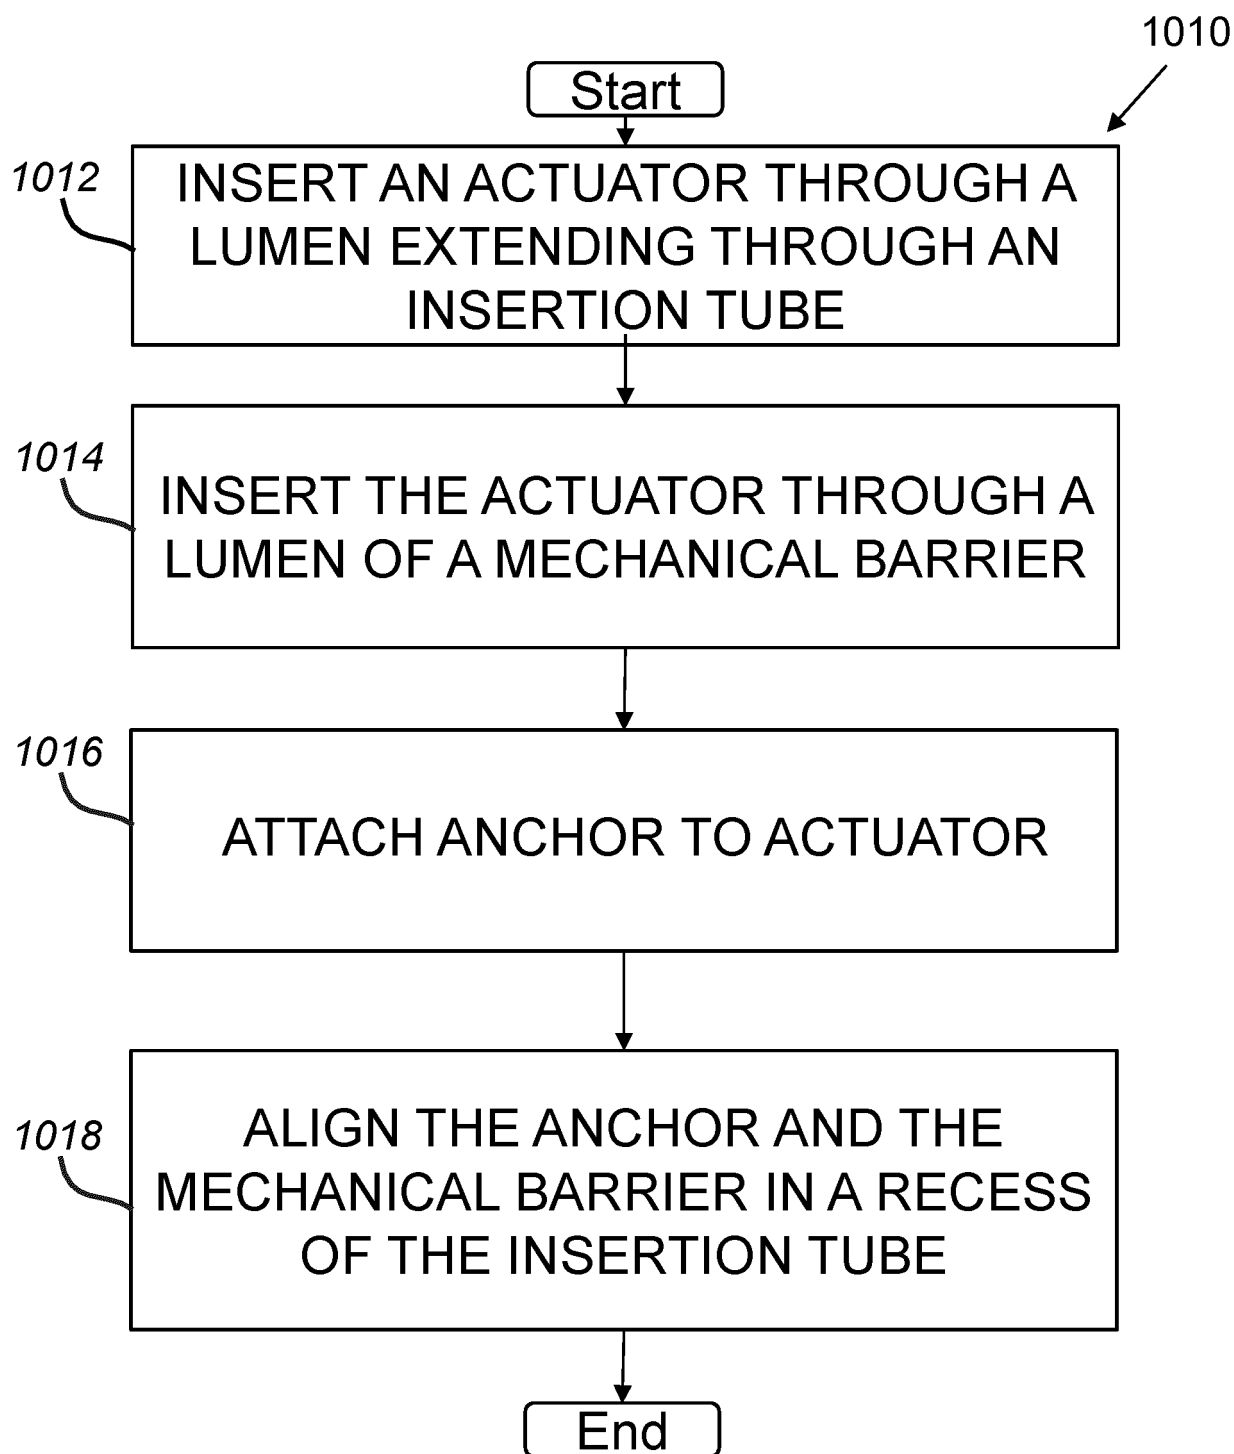 1010
Start
1012
INSERT AN ACTUATOR THROUGH A
LUMEN EXTENDING THROUGH AN
INSERTION TUBE
1014
INSERT THE ACTUATOR THROUGH A
LUMEN OF A MECHANICAL BARRIER
1016
ATTACH ANCHOR TO ACTUATOR
1018
ALIGN THE ANCHOR AND THE
MECHANICAL BARRIER IN A RECESS
OF THE INSERTION TUBE
End